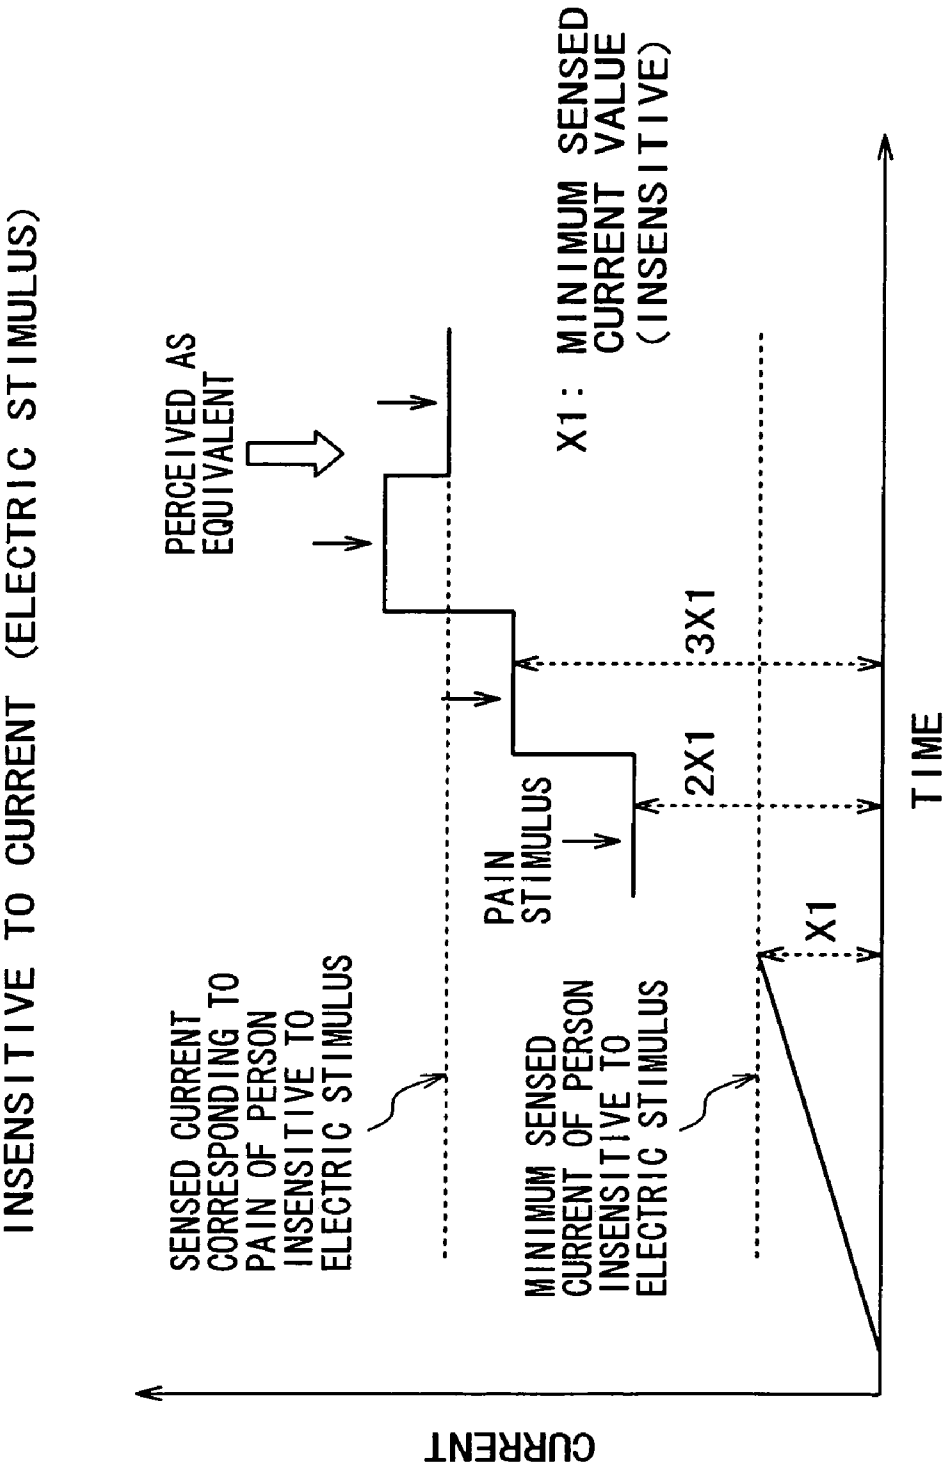 INSENSITIVE TO CURRENT (ELECTRIC STIMULUS)
SENSED CURRENT
CORRESPONDING TO
PAIN OF PERSON
INSENSITIVE TO
ELECTRIC STIMULUS
PERCEIVED AS
EQUIVALENT
PAIN
STIMULUS
MINIMUM SENSED
CURRENT OF PERSON
INSENSITIVE TO
ELECTRIC STIMULUS
X1
2X1
3X1
X1: MINIMUM SENSED
CURRENT VALUE
(INSENSITIVE)
CURRENT
TIME